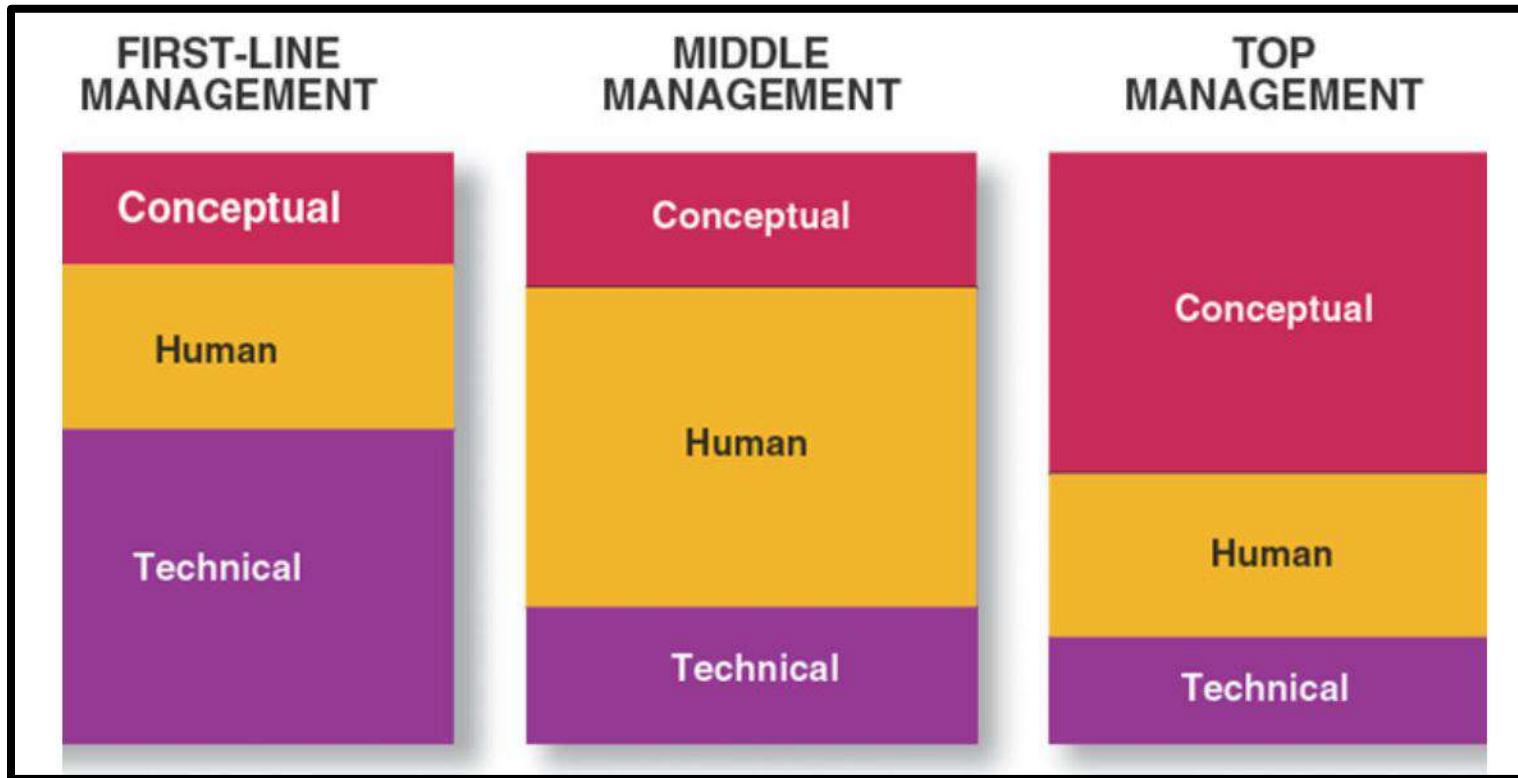 FIRST-LINE
MANAGEMENT
Conceptual
Human
Technical
MIDDLE
MANAGEMENT
Conceptual
Human
Technical
TOP
MANAGEMENT
Conceptual
Human
Technical